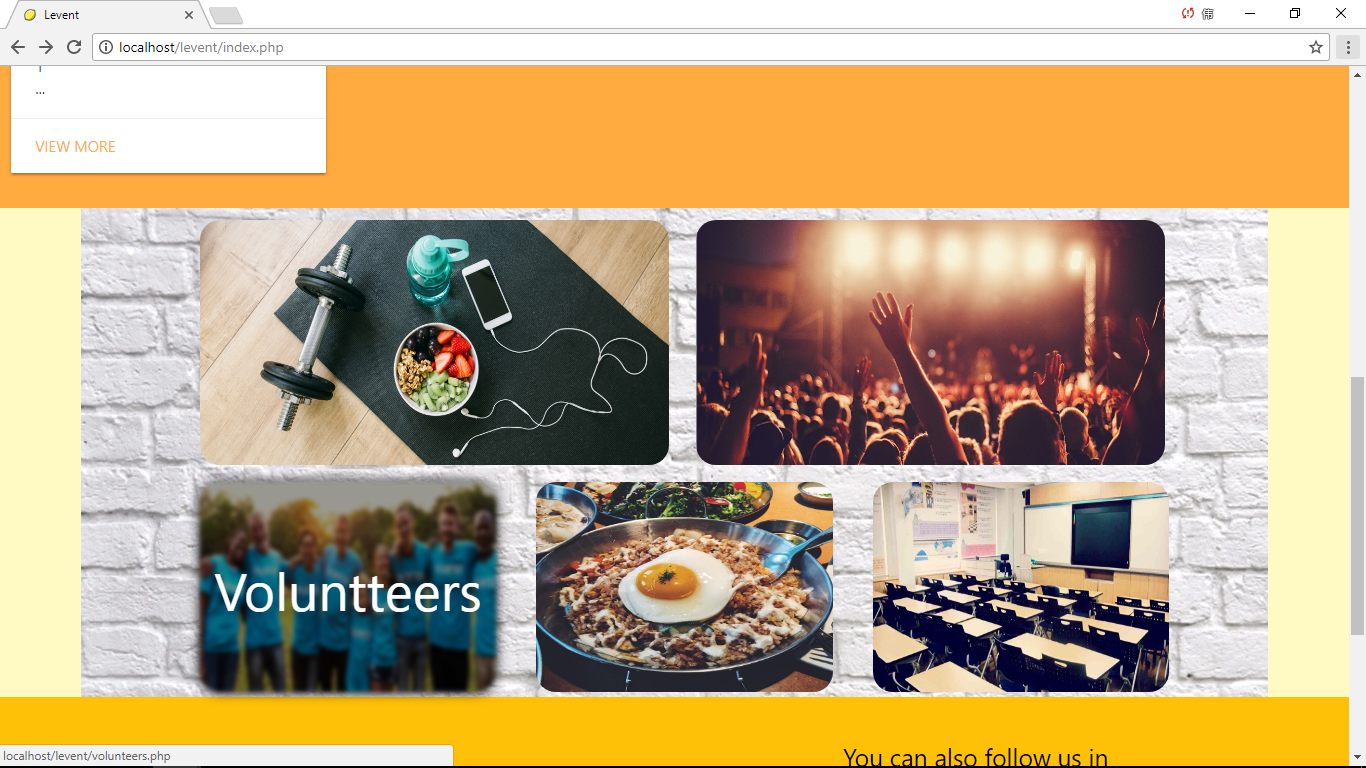 Levent
localhost/levent/index.php
...
VIEW MORE
Voluntteers
You can also follow us in
localhost/levent/volunteers.php